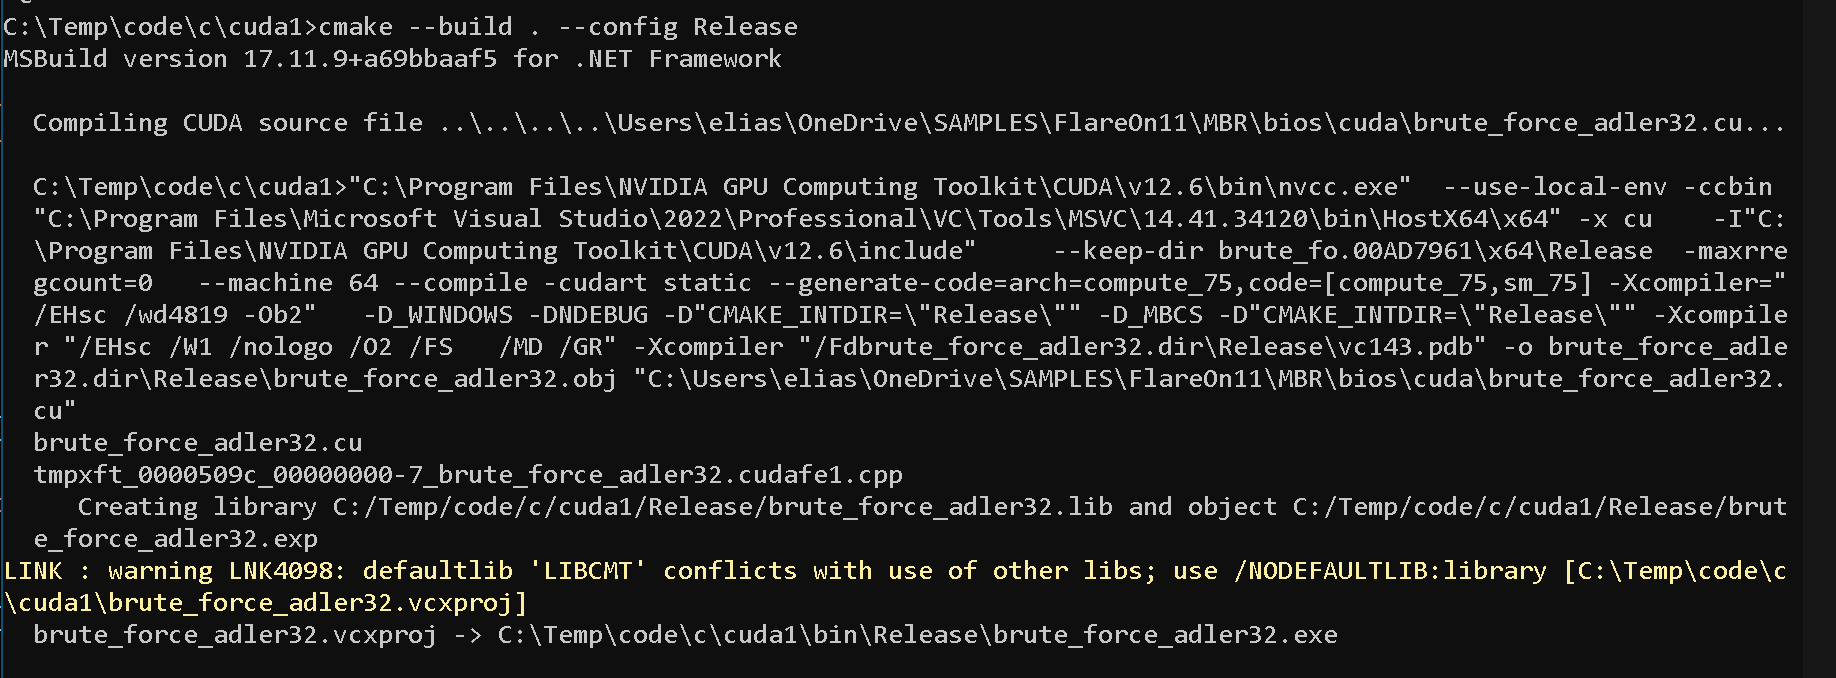 C:\Temp\code\c\cuda1>cmake --build . --config Release
MSBuild version 17.11.9+a69bbaaf5 for .NET Framework
Compiling CUDA source file ..\..\..\..\Users\elias\OneDrive\SAMPLES\FlareOn11\MBR\bios\cuda\brute_force_adler32.cu...
C:\Temp\code\c\cuda1>"C:\Program Files\NVIDIA GPU Computing Toolkit\CUDA\v12.6\bin\nvcc.exe"  --use-local-env -ccbin
"C:\Program Files\Microsoft Visual Studio\2022\Professional\VC\Tools\MSVC\14.41.34120\bin\HostX64\x64" -x cu    -I"C:
\Program Files\NVIDIA GPU Computing Toolkit\CUDA\v12.6\include"     --keep-dir brute_fo.00AD7961\x64\Release  -maxrre
gcount=0   --machine 64 --compile -cudart static --generate-code=arch=compute_75,code=[compute_75,sm_75] -Xcompiler="
/EHsc /wd4819 -Ob2"   -D_WINDOWS -DNDEBUG -D"CMAKE_INTDIR=\"Release\"" -D_MBCS -D"CMAKE_INTDIR=\"Release\"" -Xcompile
r "/EHsc /W1 /nologo /O2 /FS   /MD /GR" -Xcompiler "/Fdbrute_force_adler32.dir\Release\vc143.pdb" -o brute_force_adle
r32.dir\Release\brute_force_adler32.obj "C:\Users\elias\OneDrive\SAMPLES\FlareOn11\MBR\bios\cuda\brute_force_adler32.
cu"
brute_force_adler32.cu
tmpxft_0000509c_00000000-7_brute_force_adler32.cudafe1.cpp
Creating library C:/Temp/code/c/cuda1/Release/brute_force_adler32.lib and object C:/Temp/code/c/cuda1/Release/brut
e_force_adler32.exp
LINK : warning LNK4098: defaultlib 'LIBCMT' conflicts with use of other libs; use /NODEFAULTLIB:library [C:\Temp\code\c
\cuda1\brute_force_adler32.vcxproj]
brute_force_adler32.vcxproj -> C:\Temp\code\c\cuda1\bin\Release\brute_force_adler32.exe